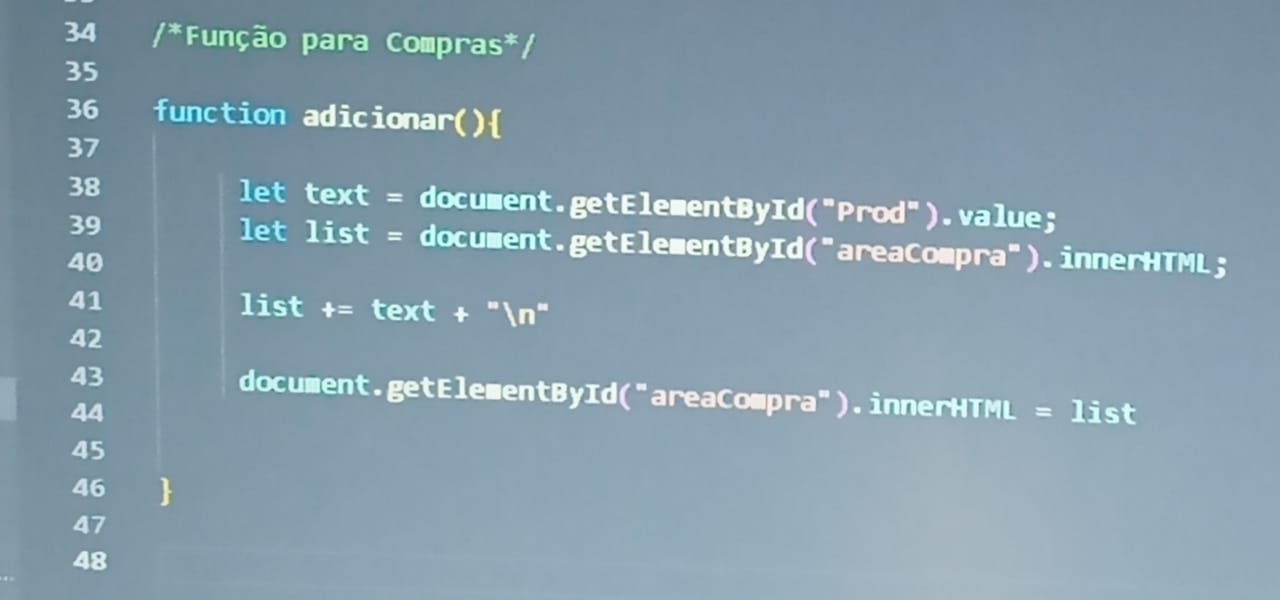 34 /*Função para Compras*/
35
36 function adicionar(){
37
38 let text = document.getElementById("Prod").value;
39 let list = document.getElementById("areaCompra").innerHTML;
40
41 list += text + "\n"
42
43 document.getElementById("areaCompra").innerHTML = list
44
45
46 }
47
48